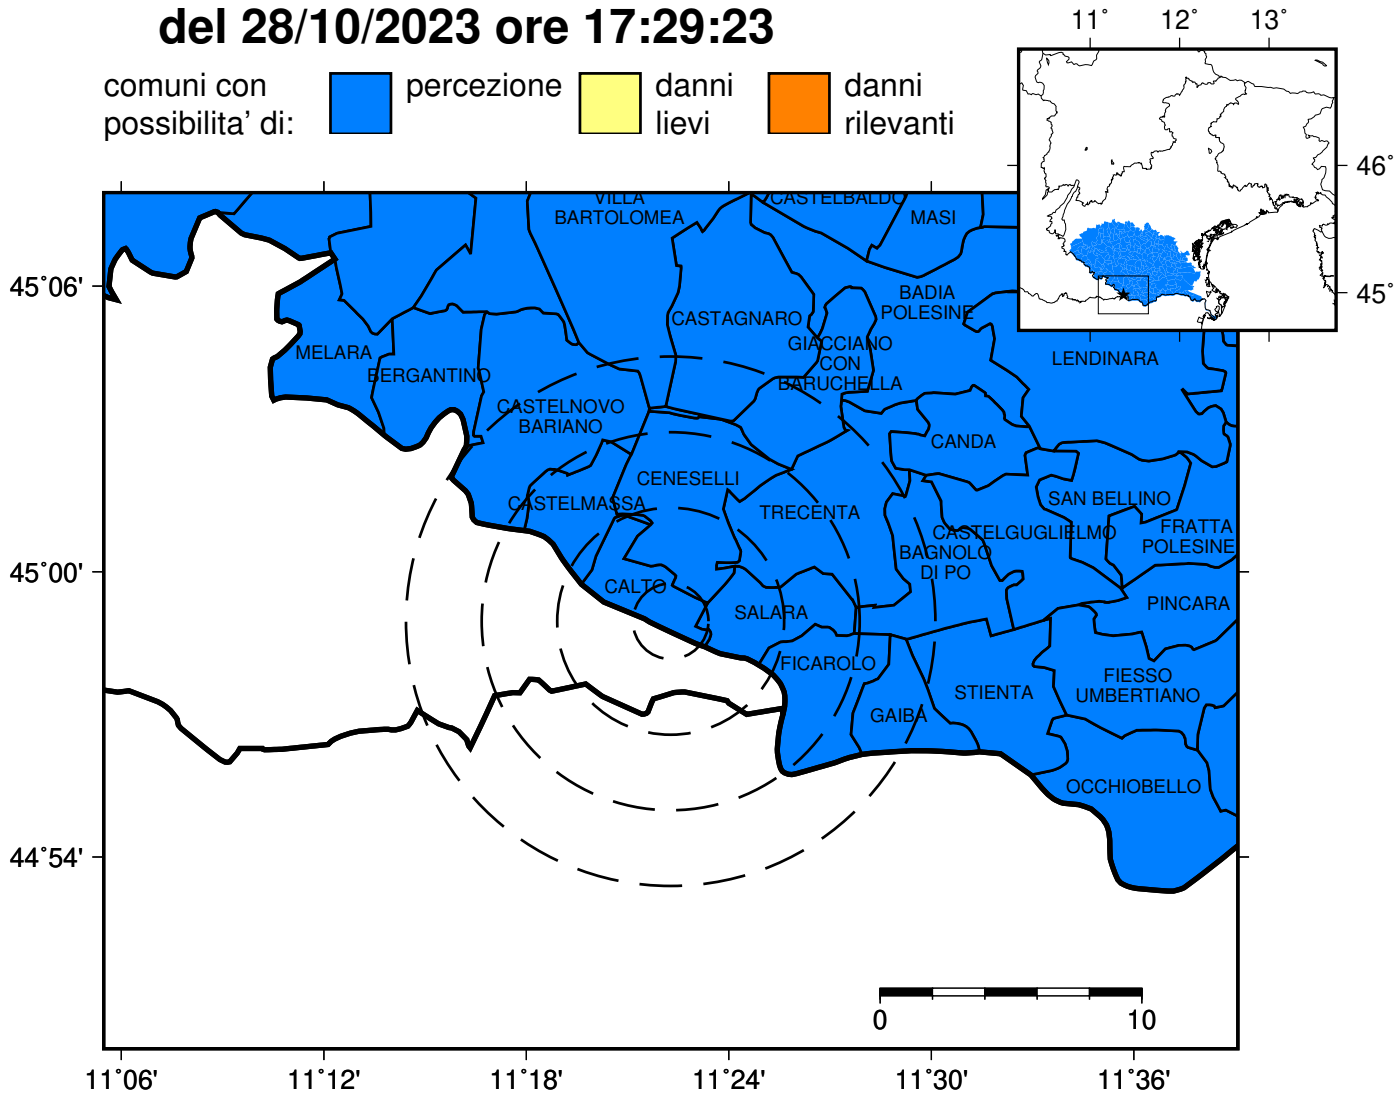 del 28/10/2023 ore 17:29:23
comuni con
possibilita' di:
percezione
danni
lievi
danni
rilevanti
11°
12°
13°
46°
45°
VILLA
BARTOLOMEA
CASTELBALDO
MASI
45°06'
BADIA
POLESINE
CASTAGNARO
GIACCIANO
CON
BARUCHELLA
MELARA
LENDINARA
BERGANTINO
CASTELNOVO
BARIANO
CANDA
CENESELLI
CASTELMASSA
TRECENTA
SAN BELLINO
CASTELGUGLIELMO
FRATTA
POLESINE
BAGNOLO
DI PO
45°00'
CALTO
SALARA
PINCARA
FICAROLO
STIENTA
FIESSO
UMBERTIANO
GAIBA
OCCHIOBELLO
44°54'
0
10
11°06'
11°12'
11°18'
11°24'
11°30'
11°36'